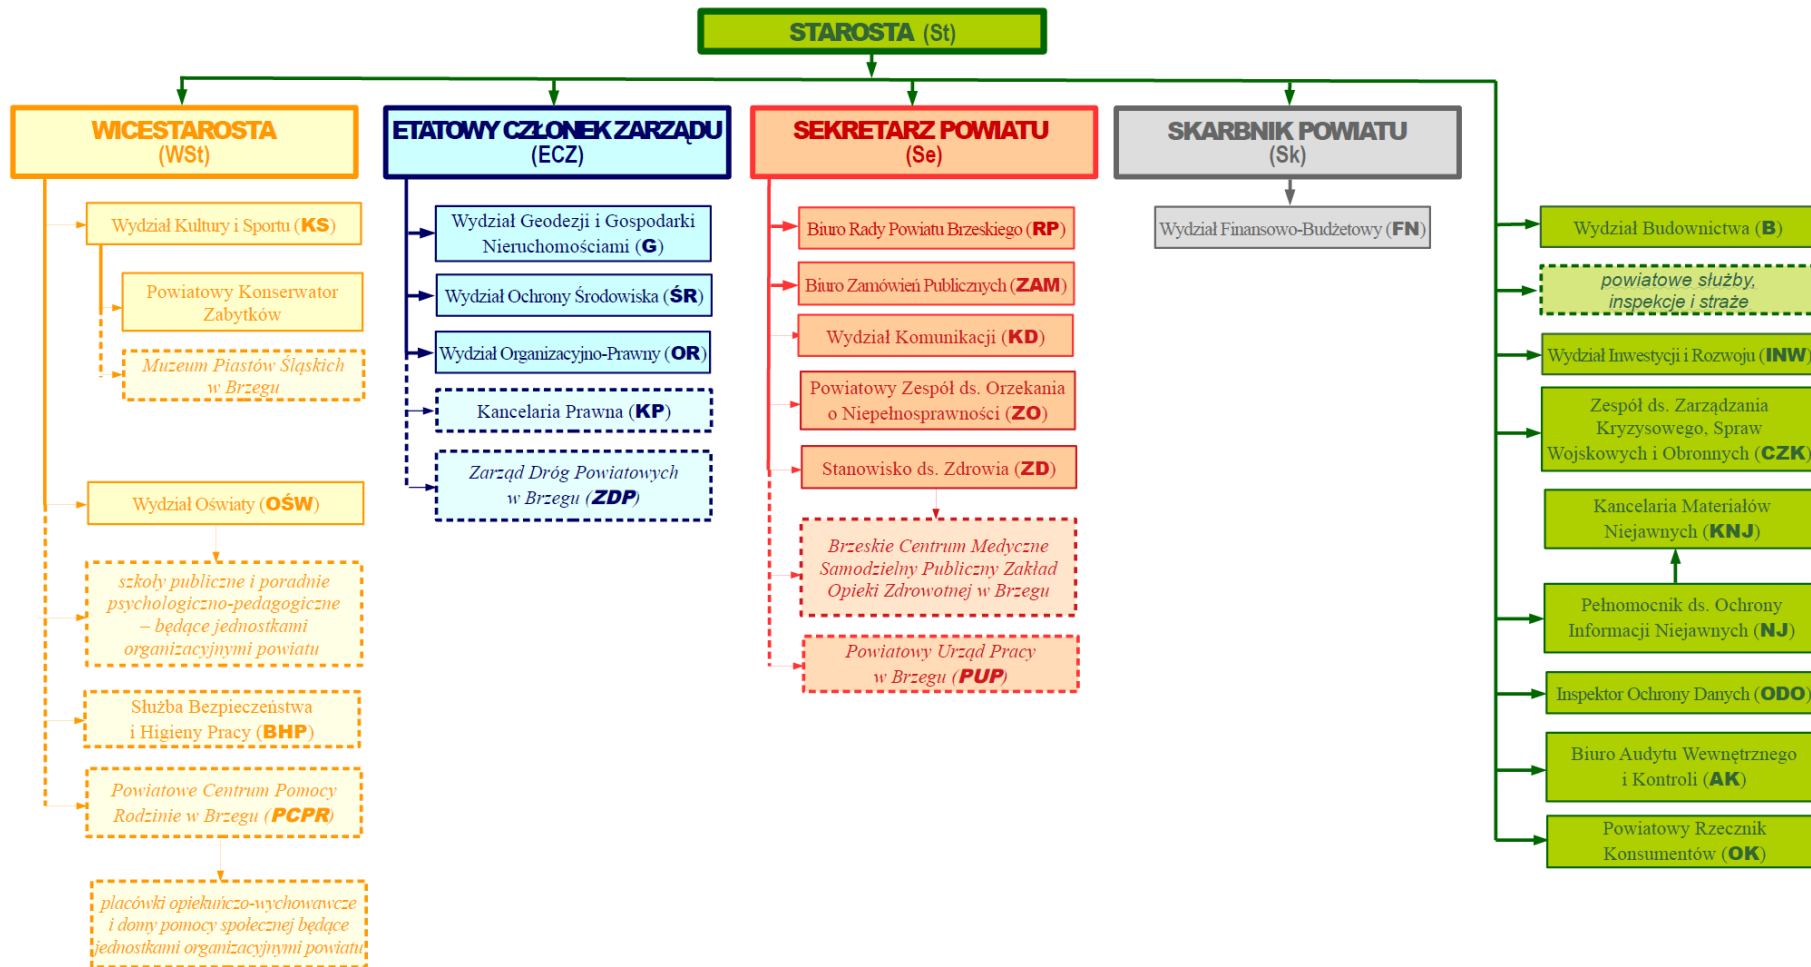 STAROSTA (St)
WICESTAROSTA
(WSt)
Wydział Kultury i Sportu (KS)
Powiatowy Konserwator
Zabytków
Muzeum Piastów Śląskich
w Brzegu
Wydział Oświaty (OŚW)
szkoły publiczne i poradnie
psychologiczno-pedagogiczne
– będące jednostkami
organizacyjnymi powiatu
Służba Bezpieczeństwa
i Higieny Pracy (BHP)
Powiatowe Centrum Pomocy
Rodzinie w Brzegu (PCPR)
placówki opiekuńczo-wychowawcze
i domy pomocy społecznej będące
jednostkami organizacyjnymi powiatu
ETATOWY CZŁONEK ZARZĄDU
(ECZ)
Wydział Geodezji i Gospodarki
Nieruchomościami (G)
Wydział Ochrony Środowiska (ŚR)
Wydział Organizacyjno-Prawny (OR)
Kancelaria Prawna (KP)
Zarząd Dróg Powiatowych
w Brzegu (ZDP)
SEKRETARZ POWIATU
(Se)
Biuro Rady Powiatu Brzeskiego (RP)
Biuro Zamówień Publicznych (ZAM)
Wydział Komunikacji (KD)
Powiatowy Zespół ds. Orzekania
o Niepełnosprawności (ZO)
Stanowisko ds. Zdrowia (ZD)
Brzeskie Centrum Medyczne
Samodzielny Publiczny Zakład
Opieki Zdrowotnej w Brzegu
Powiatowy Urząd Pracy
w Brzegu (PUP)
SKARBNIK POWIATU
(Sk)
Wydział Finansowo-Budżetowy (FN)
Wydział Budownictwa (B)
powiatowe służby,
inspekcje i straże
Wydział Inwestycji i Rozwoju (INW)
Zespół ds. Zarządzania
Kryzysowego, Spraw
Wojskowych i Obronnych (CZK)
Kancelaria Materiałów
Niejawnych (KNJ)
Pełnomocnik ds. Ochrony
Informacji Niejawnych (NJ)
Inspektor Ochrony Danych (ODO)
Biuro Audytu Wewnętrznego
i Kontroli (AK)
Powiatowy Rzecznik
Konsumentów (OK)